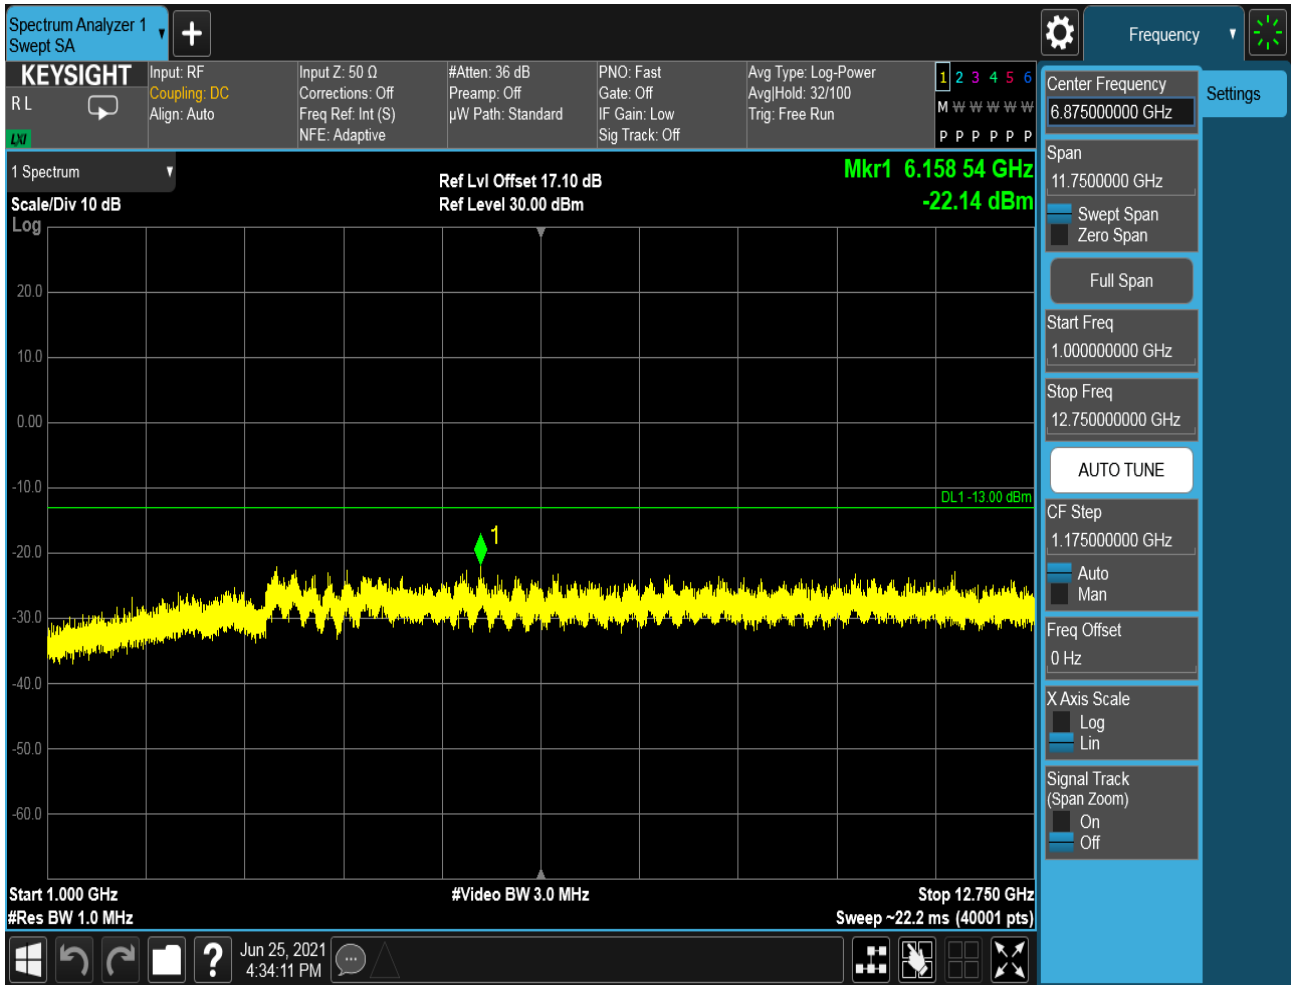 Spectrum Analyzer 1
Swept SA
Frequency
KEYSIGHT
R L
LXI
Input: RF
Coupling: DC
Align: Auto
Input Z: 50 Ω
Corrections: Off
Freq Ref: Int (S)
NFE: Adaptive
#Atten: 36 dB
Preamp: Off
µW Path: Standard
PNO: Fast
Gate: Off
IF Gain: Low
Sig Track: Off
Avg Type: Log-Power
Avg|Hold: 32/100
Trig: Free Run
1 2 3 4 5 6
M W W W W W
P P P P P P
1 Spectrum
Scale/Div 10 dB
Log
Ref Lvl Offset 17.10 dB
Ref Level 30.00 dBm
Mkr1 6.158 54 GHz
-22.14 dBm
20.0
10.0
0.00
-10.0
-20.0
-30.0
-40.0
-50.0
-60.0
DL1 -13.00 dBm
1
Start 1.000 GHz
#Res BW 1.0 MHz
#Video BW 3.0 MHz
Stop 12.750 GHz
Sweep ~22.2 ms (40001 pts)
Center Frequency
6.875000000 GHz
Settings
Span
11.7500000 GHz
Swept Span
Zero Span
Full Span
Start Freq
1.000000000 GHz
Stop Freq
12.750000000 GHz
AUTO TUNE
CF Step
1.175000000 GHz
Auto
Man
Freq Offset
0 Hz
X Axis Scale
Log
Lin
Signal Track
(Span Zoom)
On
Off
?
Jun 25, 2021
4:34:11 PM